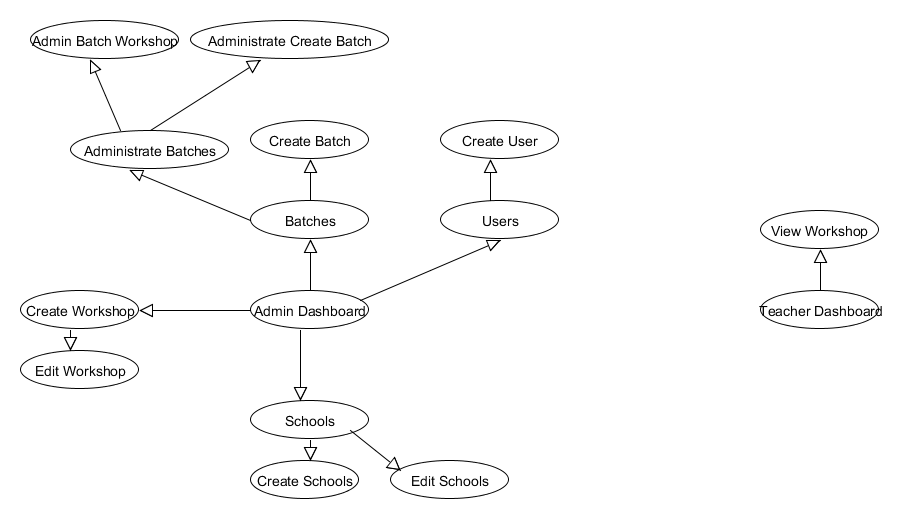 Admin Batch Workshop
Administrate Create Batch
Administrate Batches
Create Batch
Create User
Batches
Users
View Workshop
Create Workshop
Admin Dashboard
Teacher Dashboard
Edit Workshop
Schools
Create Schools
Edit Schools